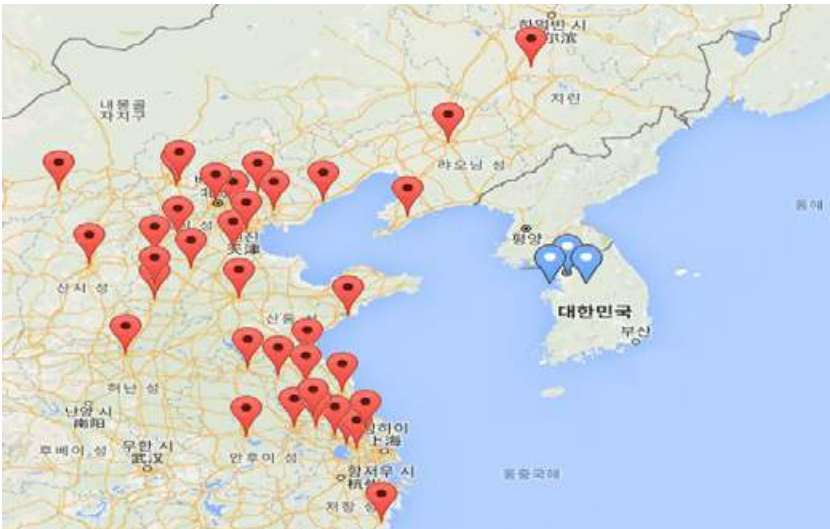 한얼빈 시
尔滨
지린
내몽골
자치구
랴오닝 성
동해
평양
天津
산시 성
산둥 성
대한민국
부산
허난 성
난양 시
南阳
상하이
上海
우한 시
武汉
후베이 성
안후이 성
항저우 시
杭州
동중국해
저장 성